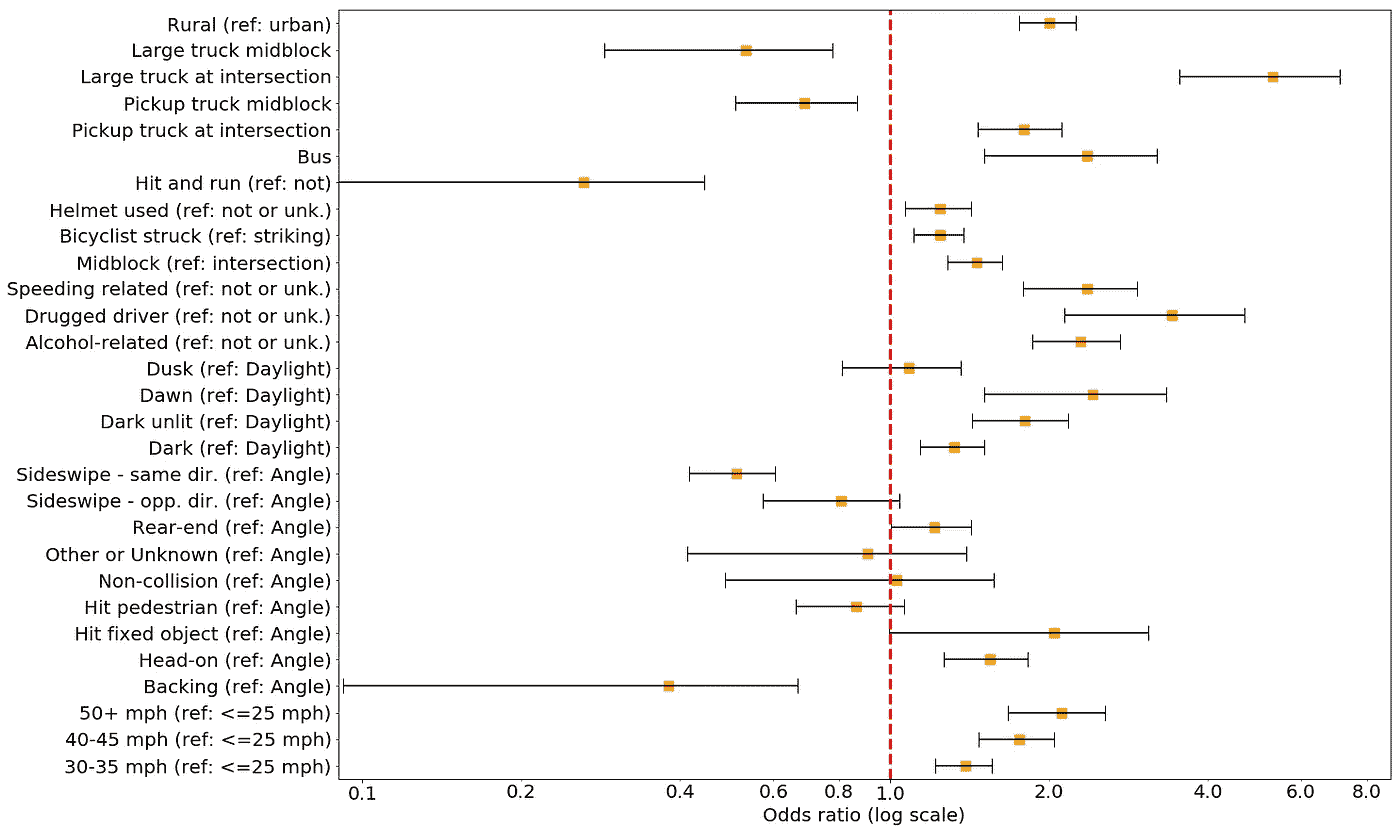 Rural (ref: urban)
Large truck midblock
Large truck at intersection
Pickup truck midblock
Pickup truck at intersection
Bus
Hit and run (ref: not)
Helmet used (ref: not or unk.)
Bicyclist struck (ref: striking)
Midblock (ref: intersection)
Speeding related (ref: not or unk.)
Drugged driver (ref: not or unk.)
Alcohol-related (ref: not or unk.)
Dusk (ref: Daylight)
Dawn (ref: Daylight)
Dark unlit (ref: Daylight)
Dark (ref: Daylight)
Sideswipe - same dir. (ref: Angle)
Sideswipe - opp. dir. (ref: Angle)
Rear-end (ref: Angle)
Other or Unknown (ref: Angle)
Non-collision (ref: Angle)
Hit pedestrian (ref: Angle)
Hit fixed object (ref: Angle)
Head-on (ref: Angle)
Backing (ref: Angle)
50+ mph (ref: <=25 mph)
40-45 mph (ref: <=25 mph)
30-35 mph (ref: <=25 mph)
0.1 0.2 0.4 0.6 0.8 1.0 2.0 4.0 6.0 8.0
Odds ratio (log scale)